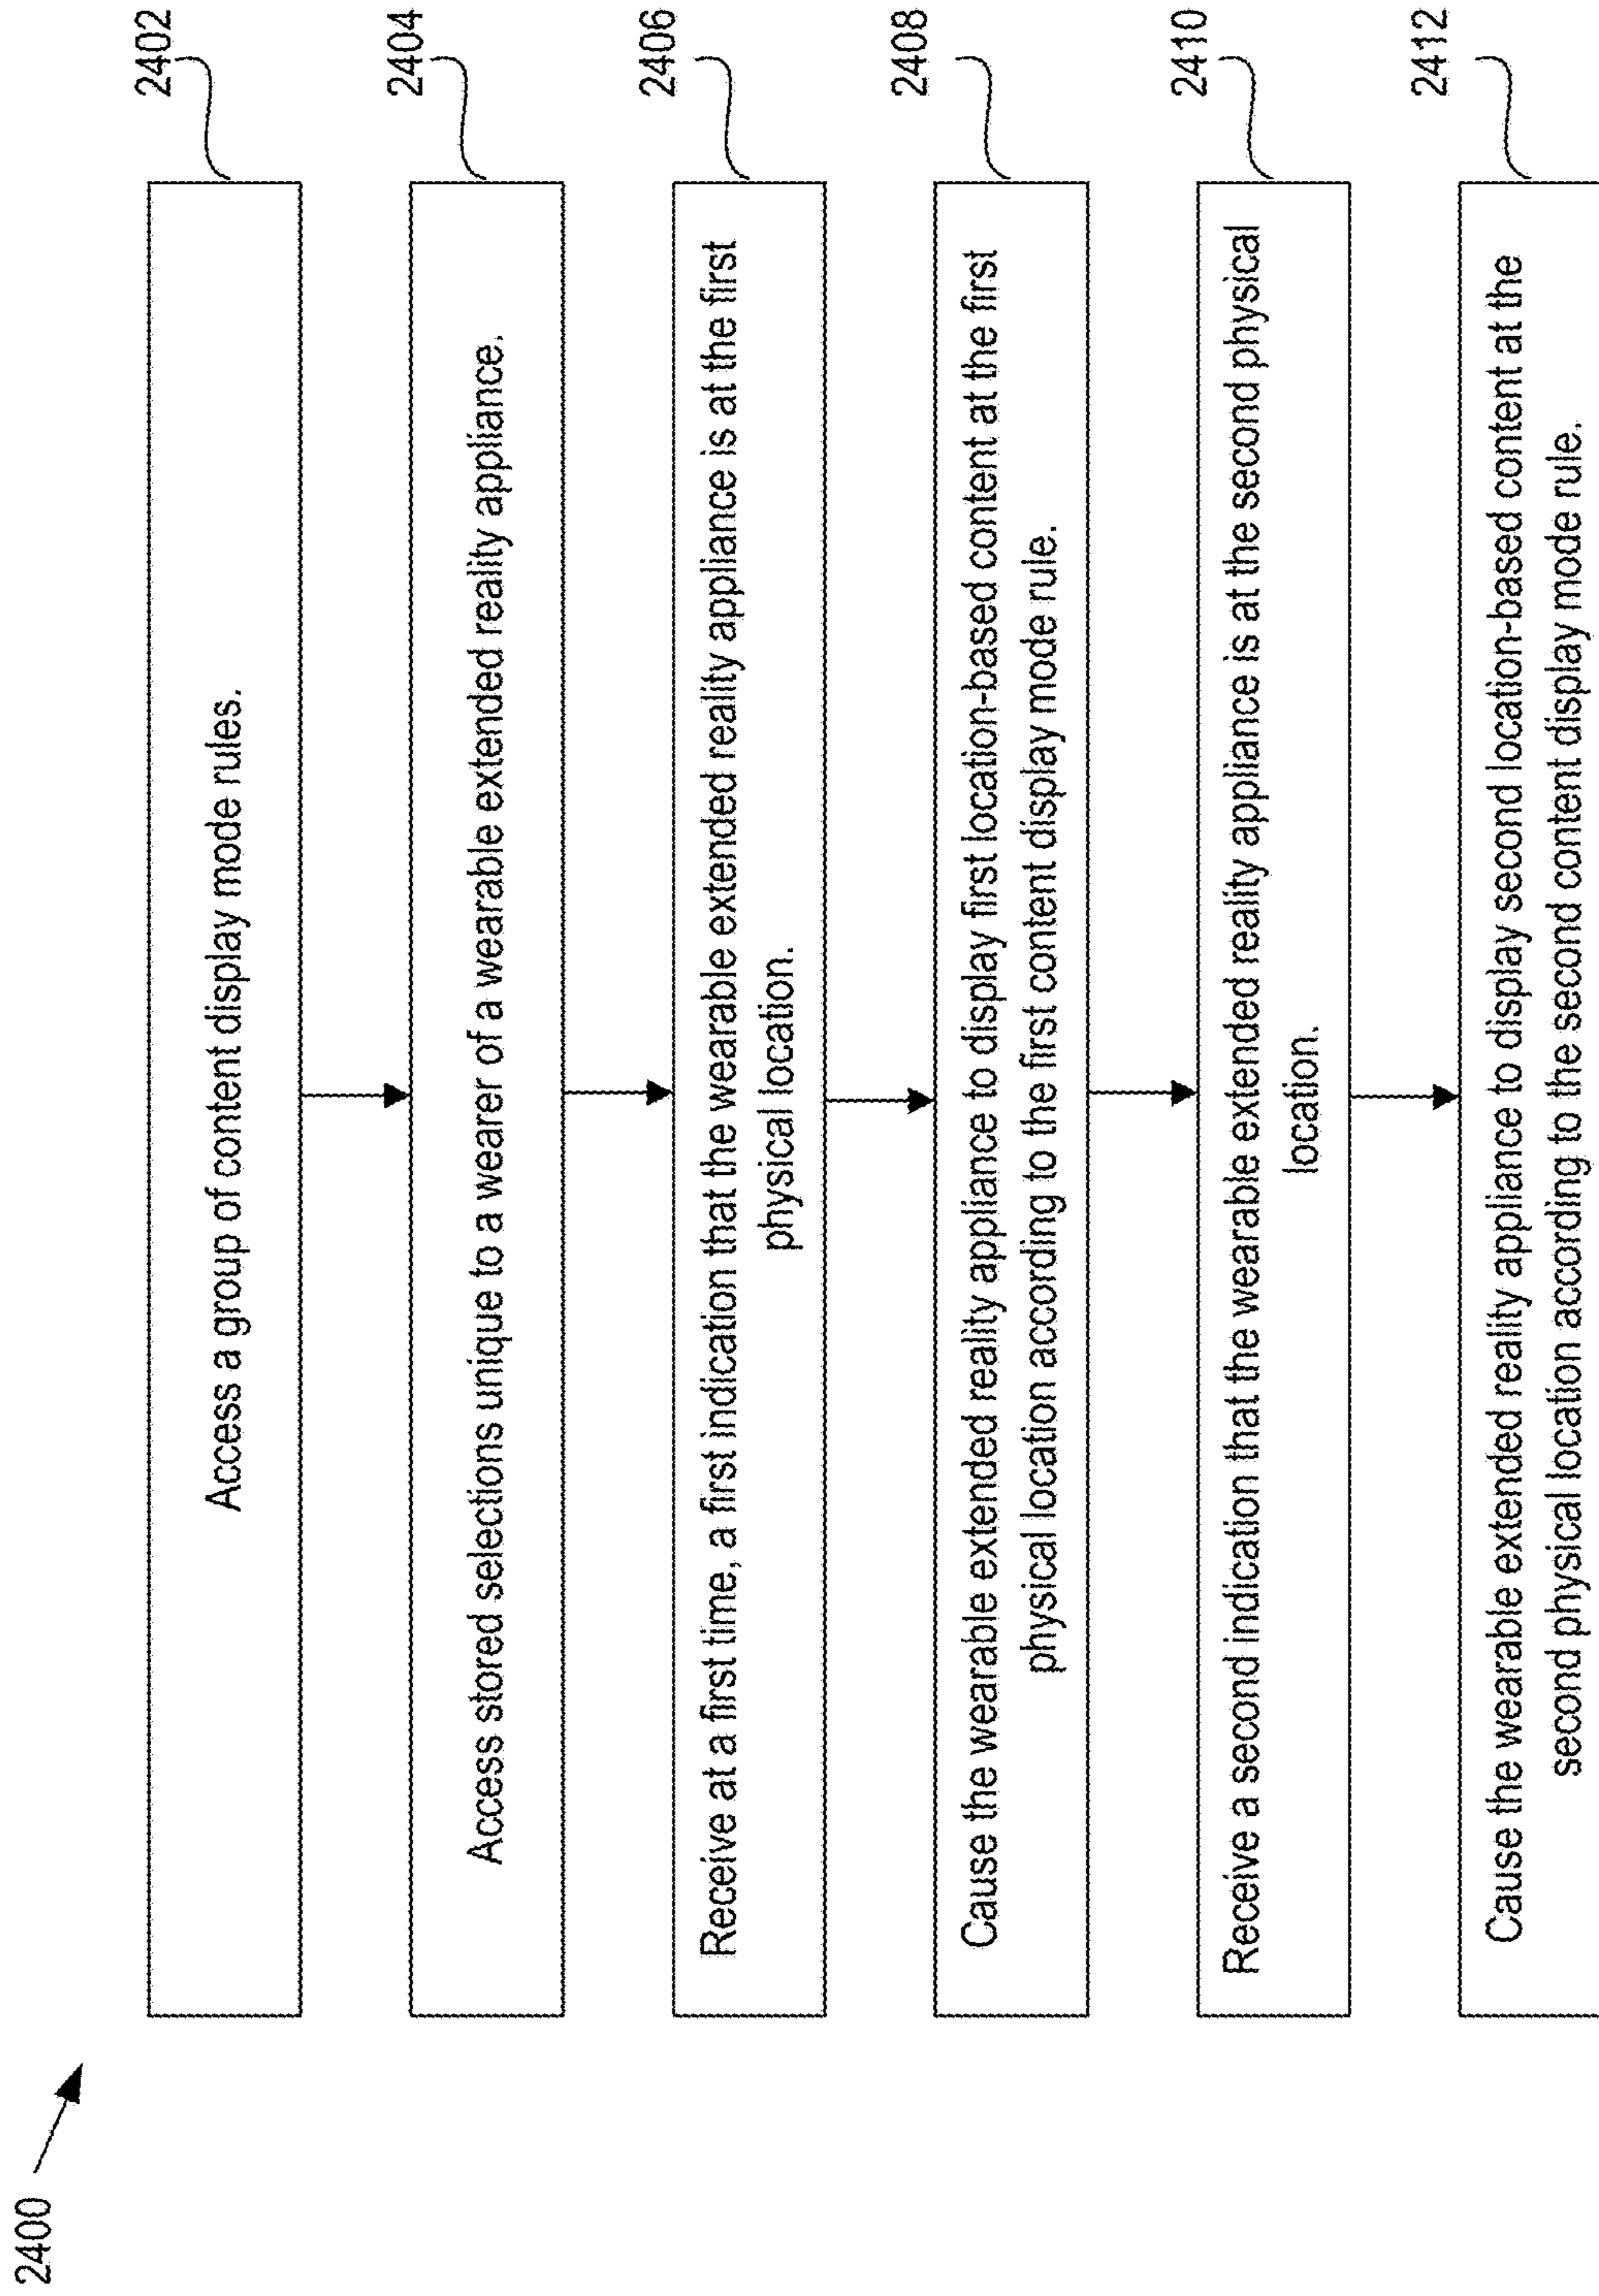 2400
2402
Access a group of content display mode rules.
2404
Access stored selections unique to a wearer of a wearable extended reality appliance.
2406
Receive at a first time, a first indication that the wearable extended reality appliance is at the first
physical location.
2408
Cause the wearable extended reality appliance to display first location-based content at the first
physical location according to the first content display mode rule.
2410
Receive a second indication that the wearable extended reality appliance is at the second physical
location.
2412
Cause the wearable extended reality appliance to display second location-based content at the
second physical location according to the second content display mode rule.